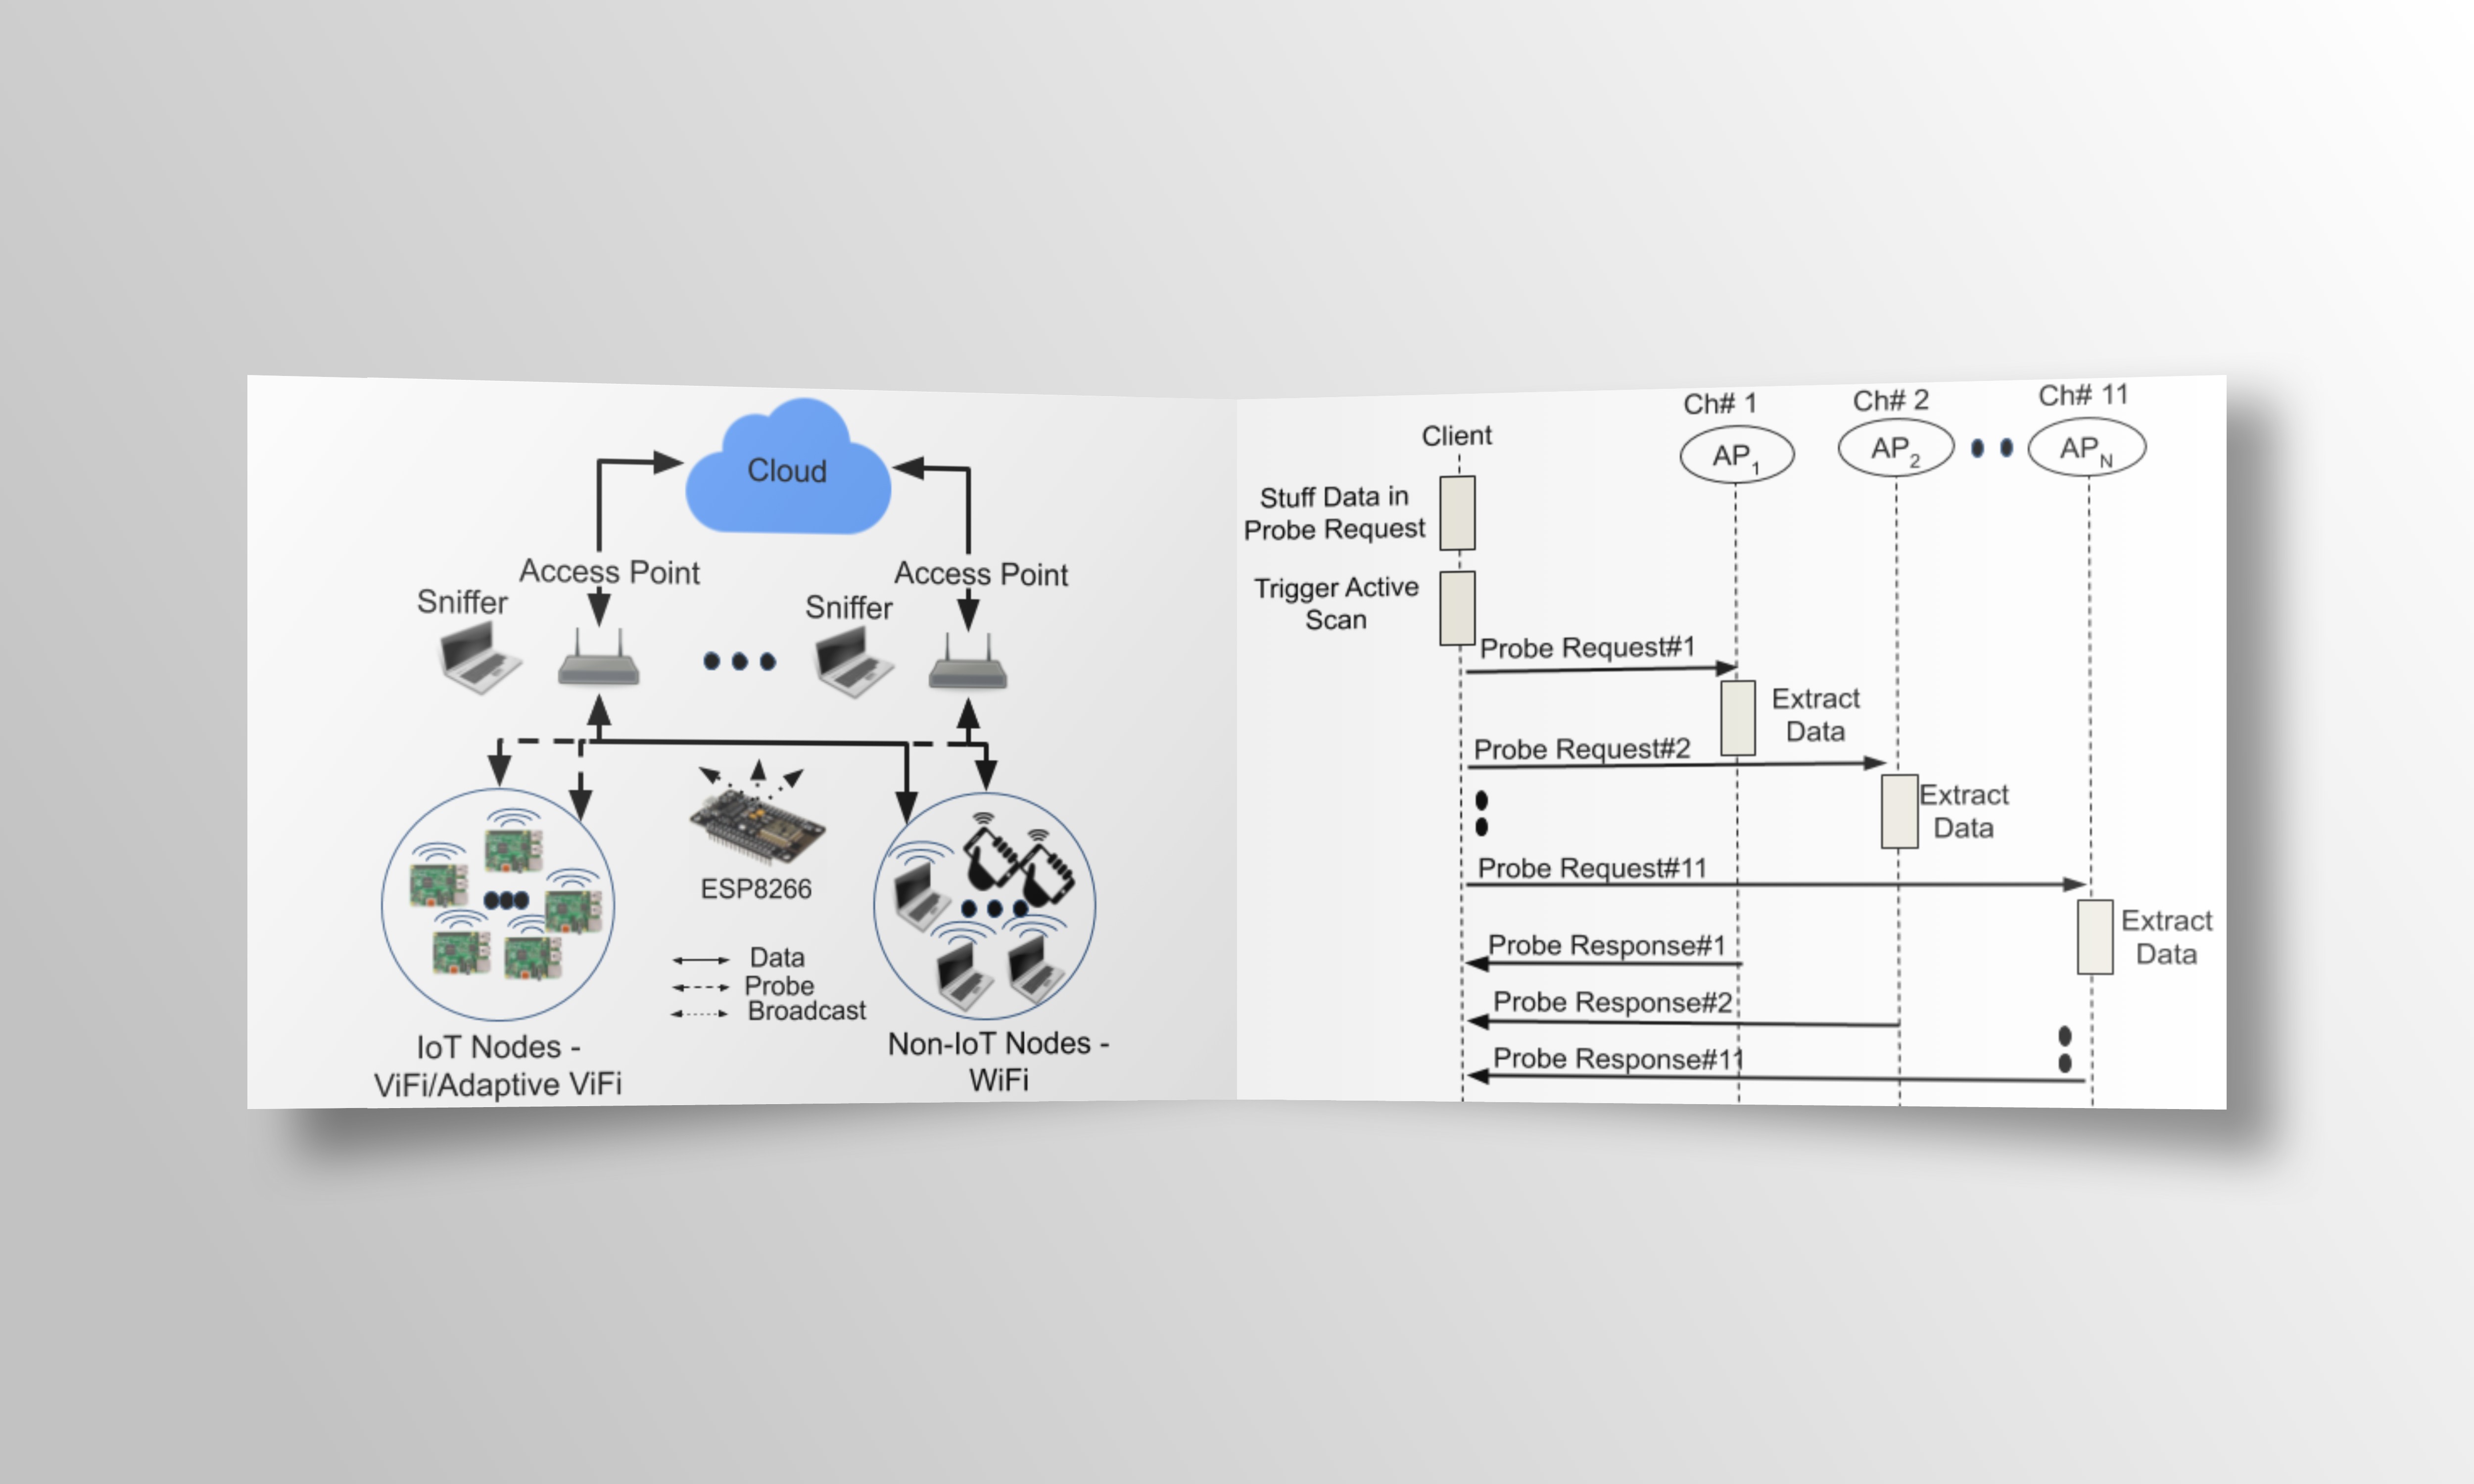 Cloud
Access Point
Access Point
Sniffer
Sniffer
ESP8266
Data
Probe
Broadcast
IoT Nodes -
ViFi/Adaptive ViFi
Non-IoT Nodes -
WiFi
Ch# 1
Ch# 2
Ch# 11
Client
AP1
AP2
APN
Stuff Data in
Probe Request
Trigger Active
Scan
Probe Request#1
Extract
Data
Probe Request#2
Extract
Data
Probe Request#11
Extract
Data
Probe Response#1
Probe Response#2
Probe Response#11